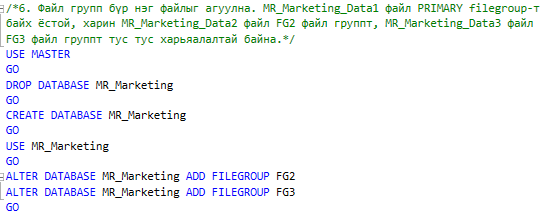 /*6. Файл групп бүр нэг файлыг агуулна. MR_Marketing_Data1 файл PRIMARY filegroup-т
байх ёстой, харин MR_Marketing_Data2 файл FG2 файл группт, MR_Marketing_Data3 файл
FG3 файл группт тус тус харьяалалтай байна.*/
USE MASTER
GO
DROP DATABASE MR_Marketing
GO
CREATE DATABASE MR_Marketing
GO
USE MR_Marketing
GO
ALTER DATABASE MR_Marketing ADD FILEGROUP FG2
ALTER DATABASE MR_Marketing ADD FILEGROUP FG3
GO